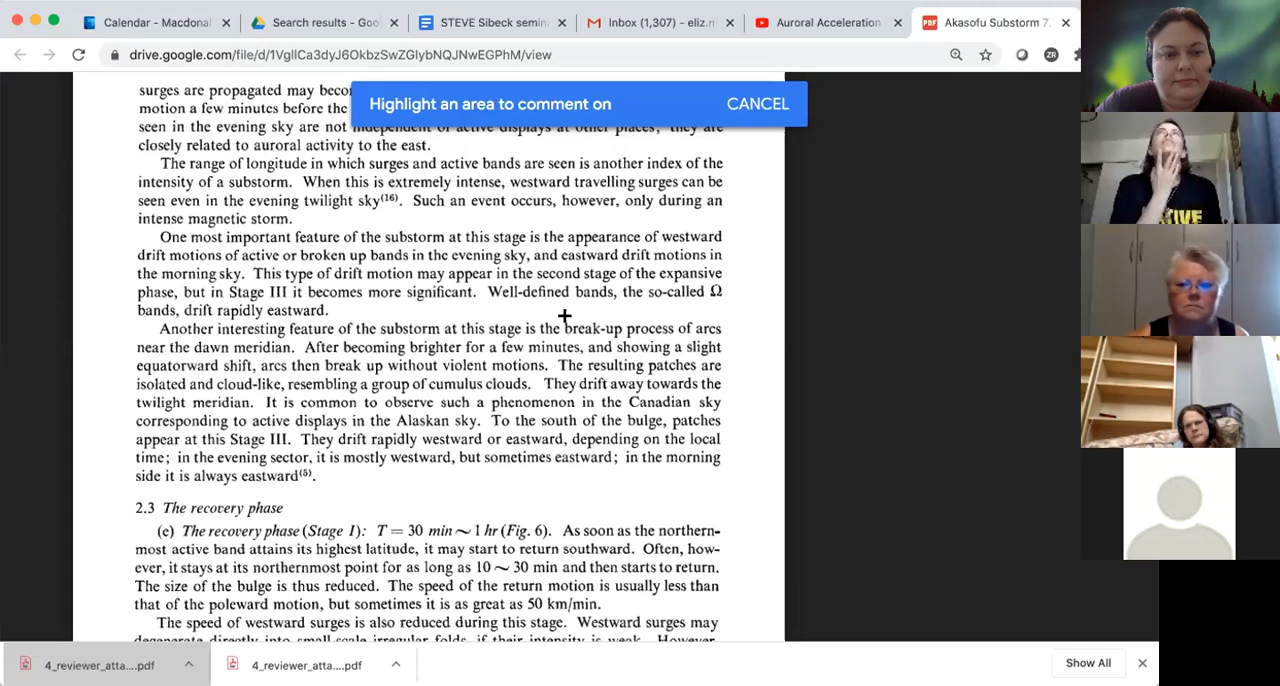 Calendar - Macdonal
Search results - Goo
STEVE Sibeck semin
Inbox (1,307) - eliz.m
Auroral Acceleration
PDF
Akasofu Substorm 7.
drive.google.com/file/d/1VgllCa3dyJ6OkbzSwZGlybNQJNwEGPhM/view
ZR
Highlight an area to comment on
CANCEL
surges are propagated may beco
motion a few minutes before the
seen in the evening sky are not independent of active displays at other places; they are
closely related to auroral activity to the east.
The range of longitude in which surges and active bands are seen is another index of the
intensity of a substorm. When this is extremely intense, westward travelling surges can be
seen even in the evening twilight sky(16). Such an event occurs, however, only during an
intense magnetic storm.
One most important feature of the substorm at this stage is the appearance of westward
drift motions of active or broken up bands in the evening sky, and eastward drift motions in
the morning sky. This type of drift motion may appear in the second stage of the expansive
phase, but in Stage III it becomes more significant. Well-defined bands, the so-called Ω
bands, drift rapidly eastward.
Another interesting feature of the substorm at this stage is the break-up process of arcs
near the dawn meridian. After becoming brighter for a few minutes, and showing a slight
equatorward shift, arcs then break up without violent motions. The resulting patches are
isolated and cloud-like, resembling a group of cumulus clouds. They drift away towards the
twilight meridian. It is common to observe such a phenomenon in the Canadian sky
corresponding to active displays in the Alaskan sky. To the south of the bulge, patches
appear at this Stage III. They drift rapidly westward or eastward, depending on the local
time; in the evening sector, it is mostly westward, but sometimes eastward; in the morning
side it is always eastward(5).
2.3 The recovery phase
(e) The recovery phase (Stage I): T = 30 min ~ 1 hr (Fig. 6). As soon as the northern-
most active band attains its highest latitude, it may start to return southward. Often, how-
ever, it stays at its northernmost point for as long as 10 ~ 30 min and then starts to return.
The size of the bulge is thus reduced. The speed of the return motion is usually less than
that of the poleward motion, but sometimes it is as great as 50 km/min.
The speed of westward surges is also reduced during this stage. Westward surges may
degenerate directly into small-scale irregular folds, if their intensity is weak. However
4_reviewer_atta....pdf
4_reviewer_atta....pdf
Show All